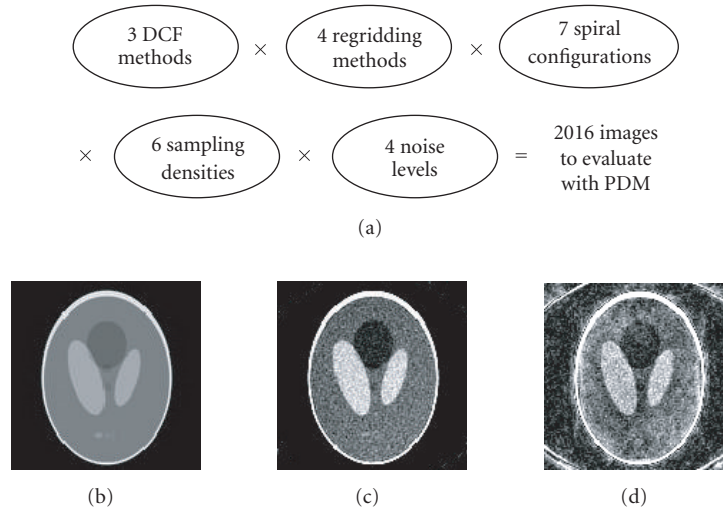 3 DCF
methods
×
4 regridding
methods
×
7 spiral
configurations
×
6 sampling
densities
×
4 noise
levels
=
2016 images
to evaluate
with PDM
(a)
(b)
(c)
(d)